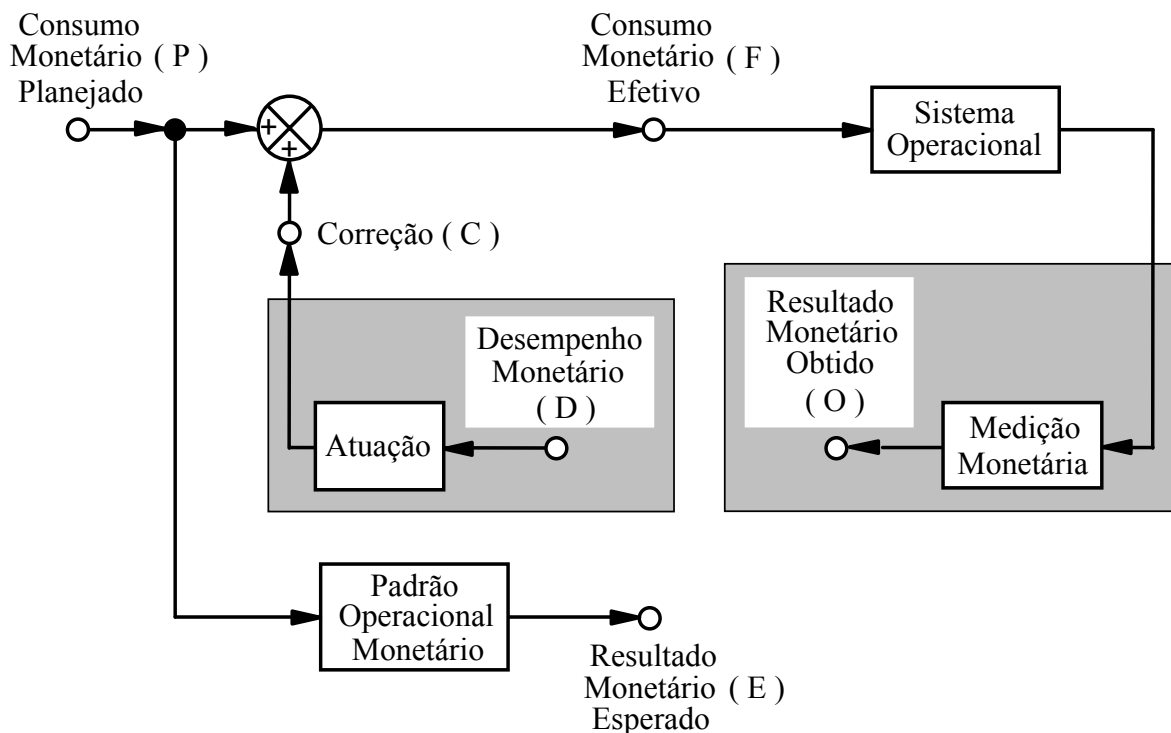 Consumo
Monetário ( P )
Planejado
Consumo
Monetário ( F )
Efetivo
Sistema
Operacional
+
+
Correção ( C )
Desempenho
Monetário
( D )
Atuação
Resultado
Monetário
Obtido
( O )
Medição
Monetária
Padrão
Operacional
Monetário
Resultado
Monetário ( E )
Esperado